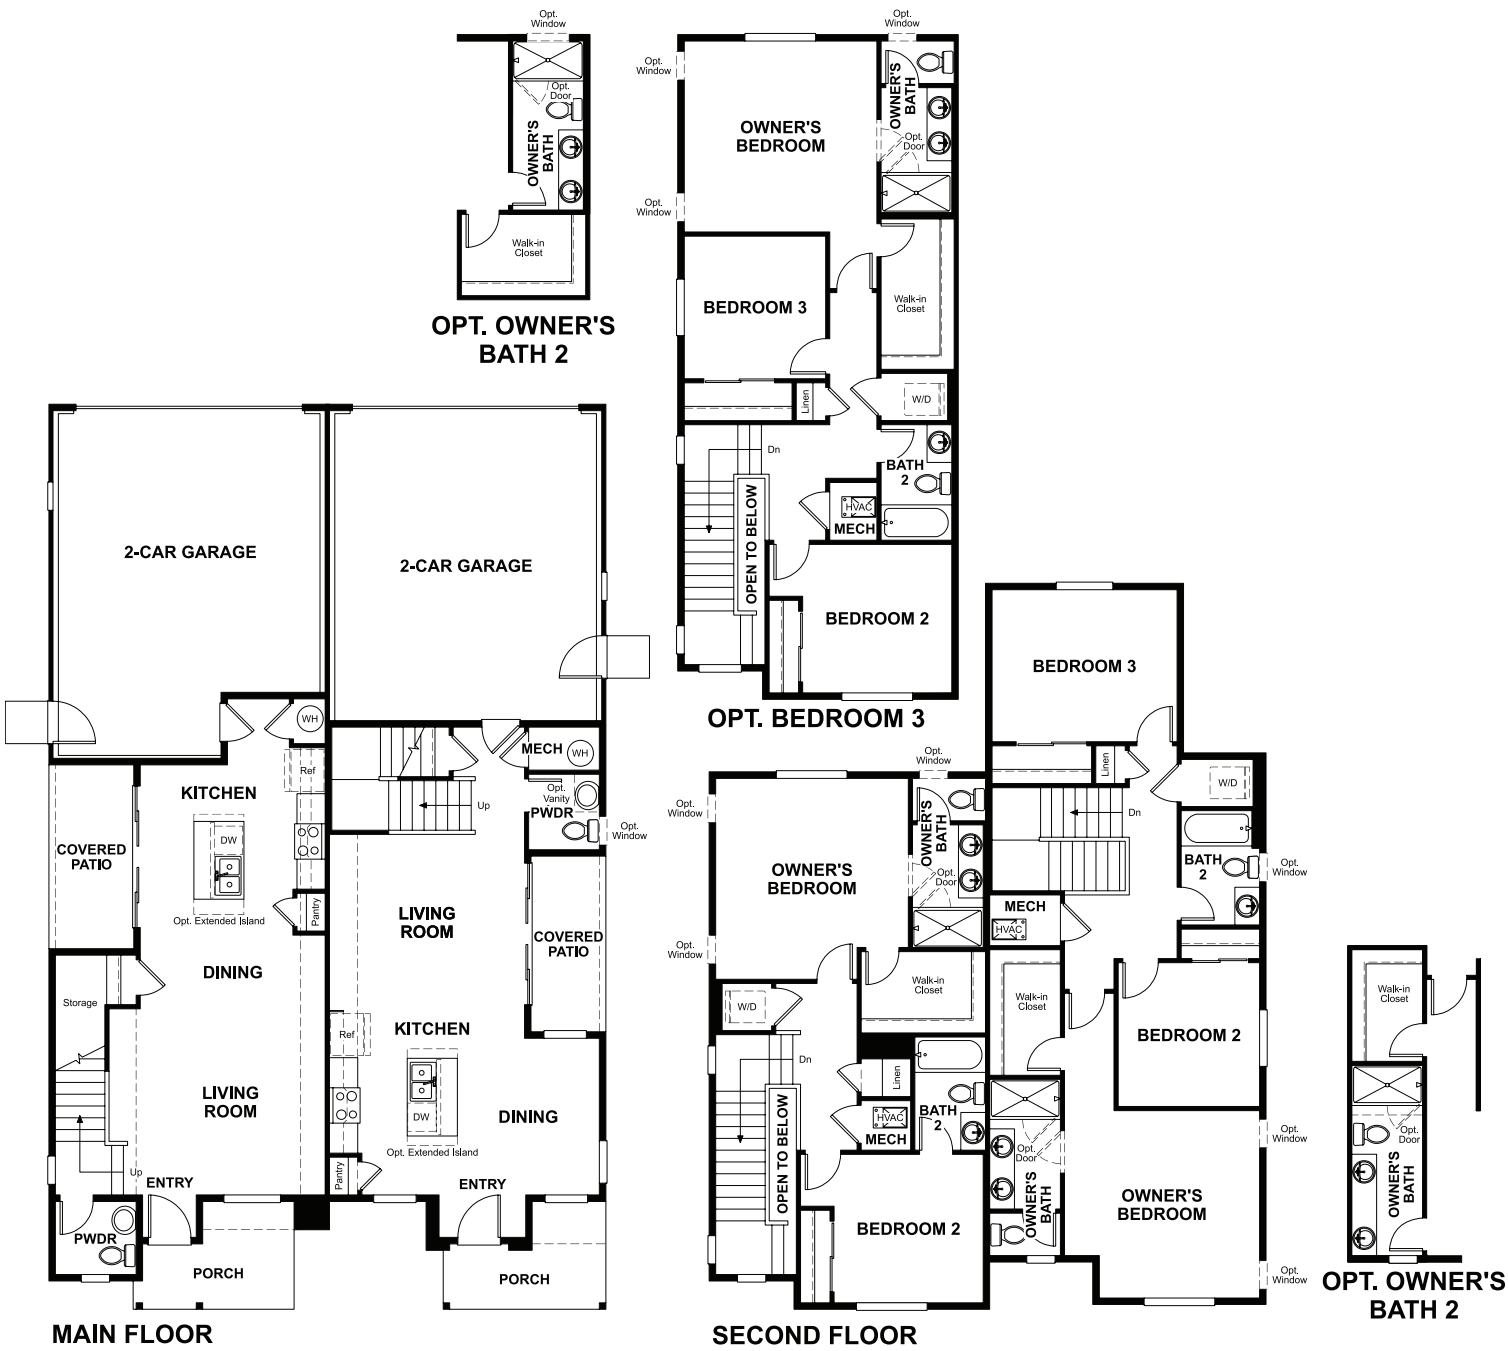 Opt.
Window
Opt.
Door
OWNER'S
BATH
Walk-in
Closet
OPT. OWNER'S
BATH 2
Opt.
Window
Opt.
Window
OWNER'S
BATH
OWNER'S
BEDROOM
Opt.
Door
Opt.
Window
BEDROOM 3
Walk-in
Closet
Linen
W/D
Dn
BATH
2
HVAC
MECH
OPEN TO BELOW
BEDROOM 2
OPT. BEDROOM 3
2-CAR GARAGE
2-CAR GARAGE
WH
Ref
KITCHEN
DW
COVERED
PATIO
Opt. Extended Island
Pantry
DINING
Storage
LIVING
ROOM
Up
ENTRY
PWDR
PORCH
MECH
WH
Opt.
Vanity
PWDR
Up
Opt.
Window
LIVING
ROOM
COVERED
PATIO
KITCHEN
Ref
DW
DINING
Opt. Extended Island
Pantry
ENTRY
PORCH
MAIN FLOOR
Opt.
Window
Opt.
Window
OWNER'S
BATH
OWNER'S
BEDROOM
Opt.
Door
Opt.
Window
Walk-in
Closet
W/D
Dn
Linen
HVAC
MECH
BATH
2
OPEN TO BELOW
BEDROOM 2
BEDROOM 3
Linen
W/D
Dn
BATH
2
Opt.
Window
MECH
HVAC
Walk-in
Closet
BEDROOM 2
Opt.
Door
OWNER'S
BATH
Opt.
Window
OWNER'S
BEDROOM
Opt.
Window
SECOND FLOOR
Walk-in
Closet
Opt.
Door
OWNER'S
BATH
OPT. OWNER'S
BATH 2